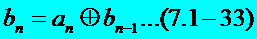 bₙ = aₙ ⊕ bₙ₋₁...(7.1−33)